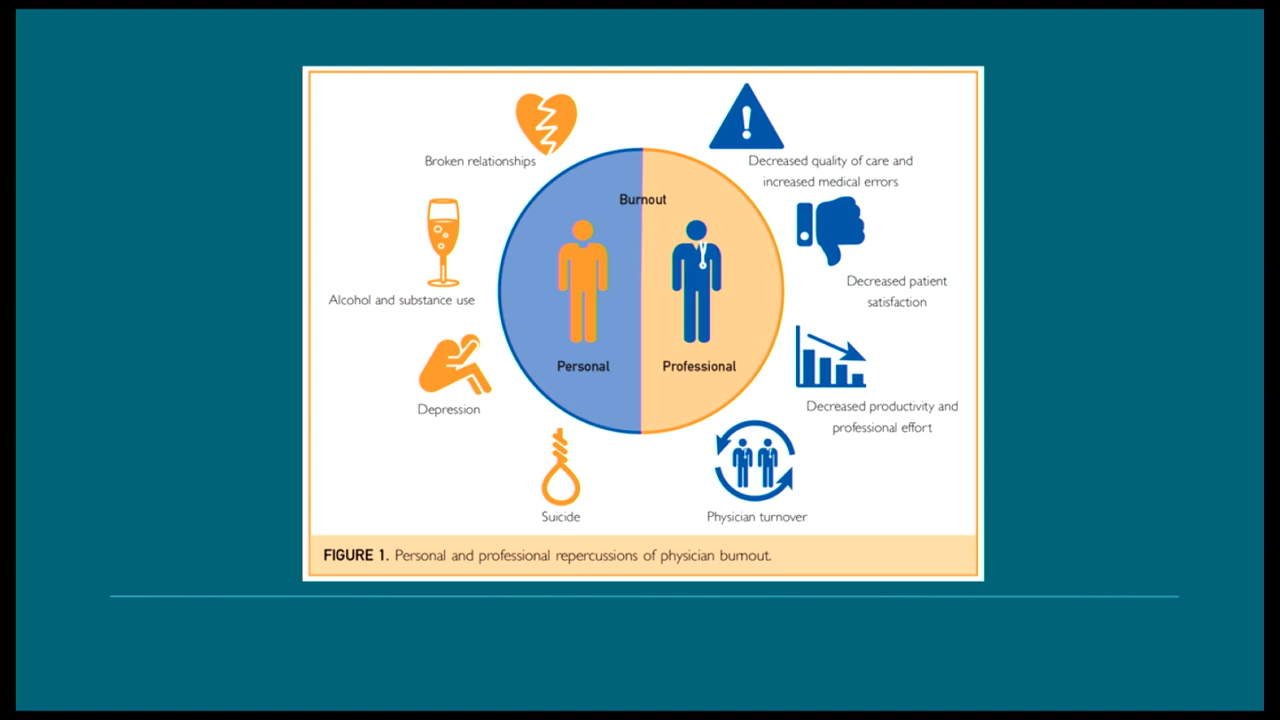 Broken relationships
Decreased quality of care and
increased medical errors
Burnout
Alcohol and substance use
Decreased patient
satisfaction
Personal
Professional
Depression
Decreased productivity and
professional effort
Suicide
Physician turnover
FIGURE 1. Personal and professional repercussions of physician burnout.